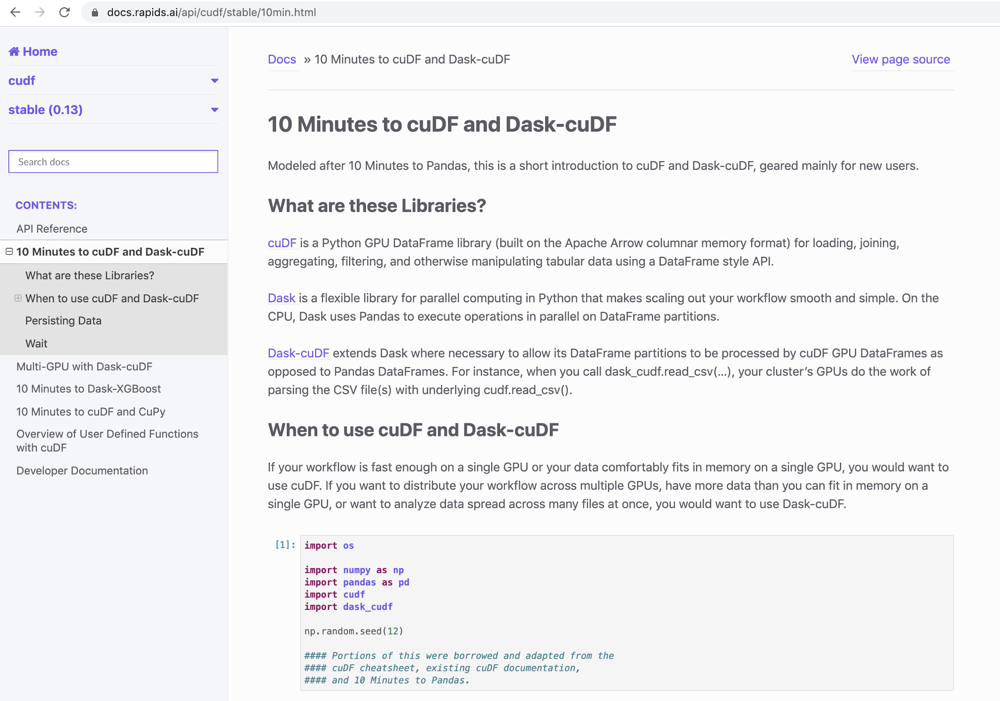 docs.rapids.ai/api/cudf/stable/10min.html
Home
cudf
stable (0.13)
Search docs
CONTENTS:
API Reference
10 Minutes to cuDF and Dask-cuDF
What are these Libraries?
When to use cuDF and Dask-cuDF
Persisting Data
Wait
Multi-GPU with Dask-cuDF
10 Minutes to Dask-XGBoost
10 Minutes to cuDF and CuPy
Overview of User Defined Functions
with cuDF
Developer Documentation
Docs » 10 Minutes to cuDF and Dask-cuDF
View page source
10 Minutes to cuDF and Dask-cuDF
Modeled after 10 Minutes to Pandas, this is a short introduction to cuDF and Dask-cuDF, geared mainly for new users.
What are these Libraries?
cuDF is a Python GPU DataFrame library (built on the Apache Arrow columnar memory format) for loading, joining,
aggregating, filtering, and otherwise manipulating tabular data using a DataFrame style API.
Dask is a flexible library for parallel computing in Python that makes scaling out your workflow smooth and simple. On the
CPU, Dask uses Pandas to execute operations in parallel on DataFrame partitions.
Dask-cuDF extends Dask where necessary to allow its DataFrame partitions to be processed by cuDF GPU DataFrames as
opposed to Pandas DataFrames. For instance, when you call dask_cudf.read_csv(...), your cluster’s GPUs do the work of
parsing the CSV file(s) with underlying cudf.read_csv().
When to use cuDF and Dask-cuDF
If your workflow is fast enough on a single GPU or your data comfortably fits in memory on a single GPU, you would want to
use cuDF. If you want to distribute your workflow across multiple GPUs, have more data than you can fit in memory on a
single GPU, or want to analyze data spread across many files at once, you would want to use Dask-cuDF.
[1]: import os
import numpy as np
import pandas as pd
import cudf
import dask_cudf
np.random.seed(12)
#### Portions of this were borrowed and adapted from the
#### cuDF cheatsheet, existing cuDF documentation,
#### and 10 Minutes to Pandas.